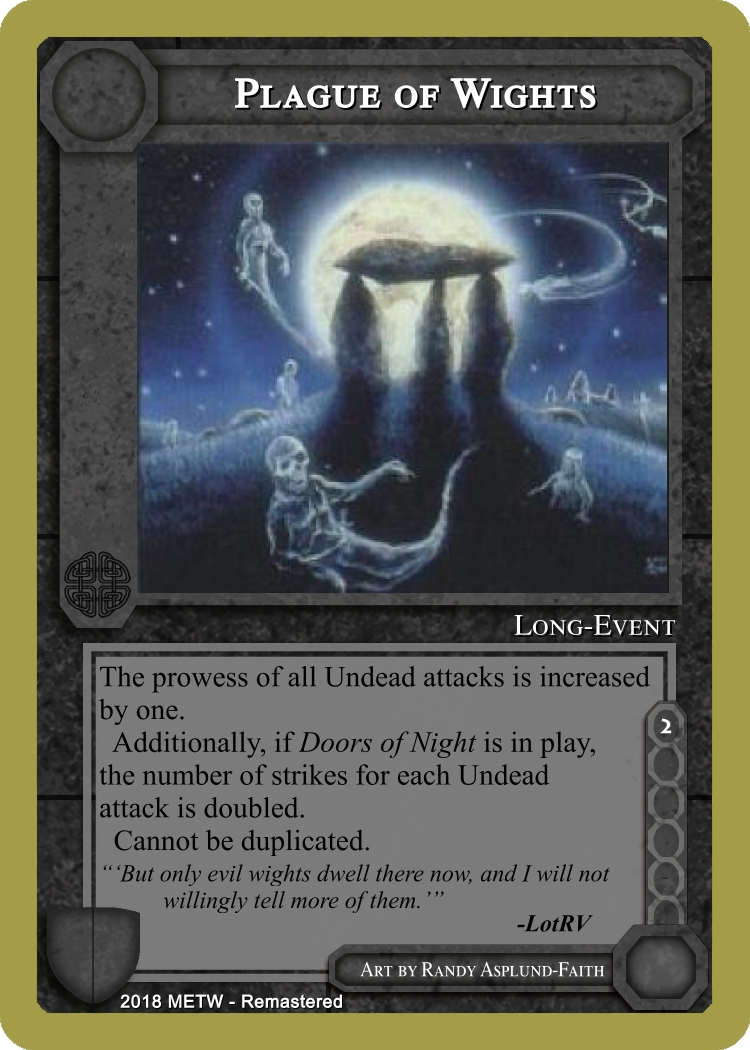 Plague of Wights
Long-Event
The prowess of all Undead attacks is increased
by one.
Additionally, if Doors of Night is in play,
the number of strikes for each Undead
attack is doubled.
Cannot be duplicated.
2
“‘But only evil wights dwell there now, and I will not
willingly tell more of them.’”
-LotRV
Art by Randy Asplund-Faith
2018 METW - Remastered